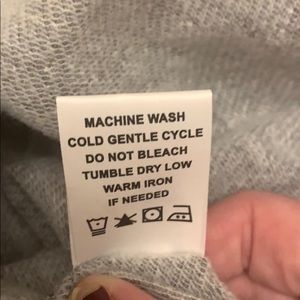 MACHINE WASH
COLD GENTLE CYCLE
DO NOT BLEACH
TUMBLE DRY LOW
WARM IRON
IF NEEDED